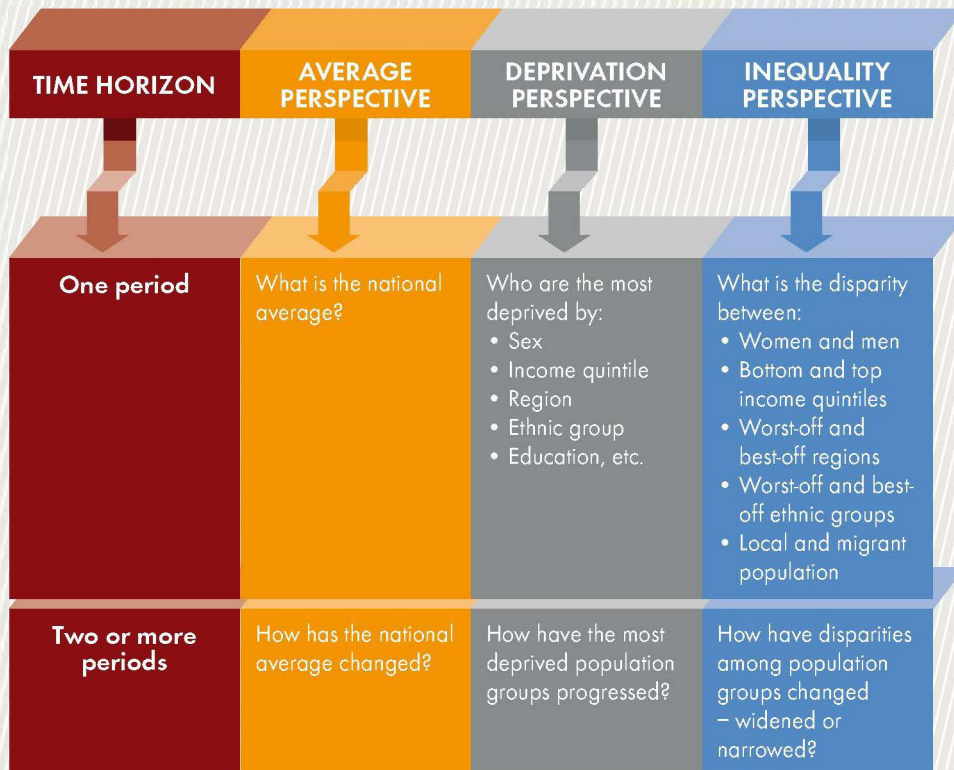 TIME HORIZON
AVERAGE
PERSPECTIVE
DEPRIVATION
PERSPECTIVE
INEQUALITY
PERSPECTIVE
One period
What is the national
average?
Who are the most
deprived by:
• Sex
• Income quintile
• Region
• Ethnic group
• Education, etc.
What is the disparity
between:
• Women and men
• Bottom and top
income quintiles
• Worst-off and
best-off regions
• Worst-off and best-
off ethnic groups
• Local and migrant
population
Two or more
periods
How has the national
average changed?
How have the most
deprived population
groups progressed?
How have disparities
among population
groups changed
– widened or
narrowed?